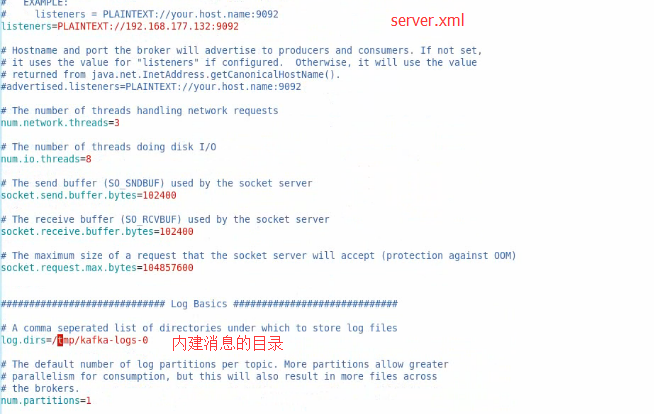 #   EXAMPLE:
#     listeners = PLAINTEXT://your.host.name:9092
server.xml
listeners=PLAINTEXT://192.168.177.132:9092
# Hostname and port the broker will advertise to producers and consumers. If not set,
# it uses the value for "listeners" if configured.  Otherwise, it will use the value
# returned from java.net.InetAddress.getCanonicalHostName().
#advertised.listeners=PLAINTEXT://your.host.name:9092
# The number of threads handling network requests
num.network.threads=3
# The number of threads doing disk I/O
num.io.threads=8
# The send buffer (SO_SNDBUF) used by the socket server
socket.send.buffer.bytes=102400
# The receive buffer (SO_RCVBUF) used by the socket server
socket.receive.buffer.bytes=102400
# The maximum size of a request that the socket server will accept (protection against OOM)
socket.request.max.bytes=104857600
############################# Log Basics #############################
# A comma seperated list of directories under which to store log files
log.dirs=/tmp/kafka-logs-0 内建消息的目录
# The default number of log partitions per topic. More partitions allow greater
# parallelism for consumption, but this will also result in more files across
# the brokers.
num.partitions=1